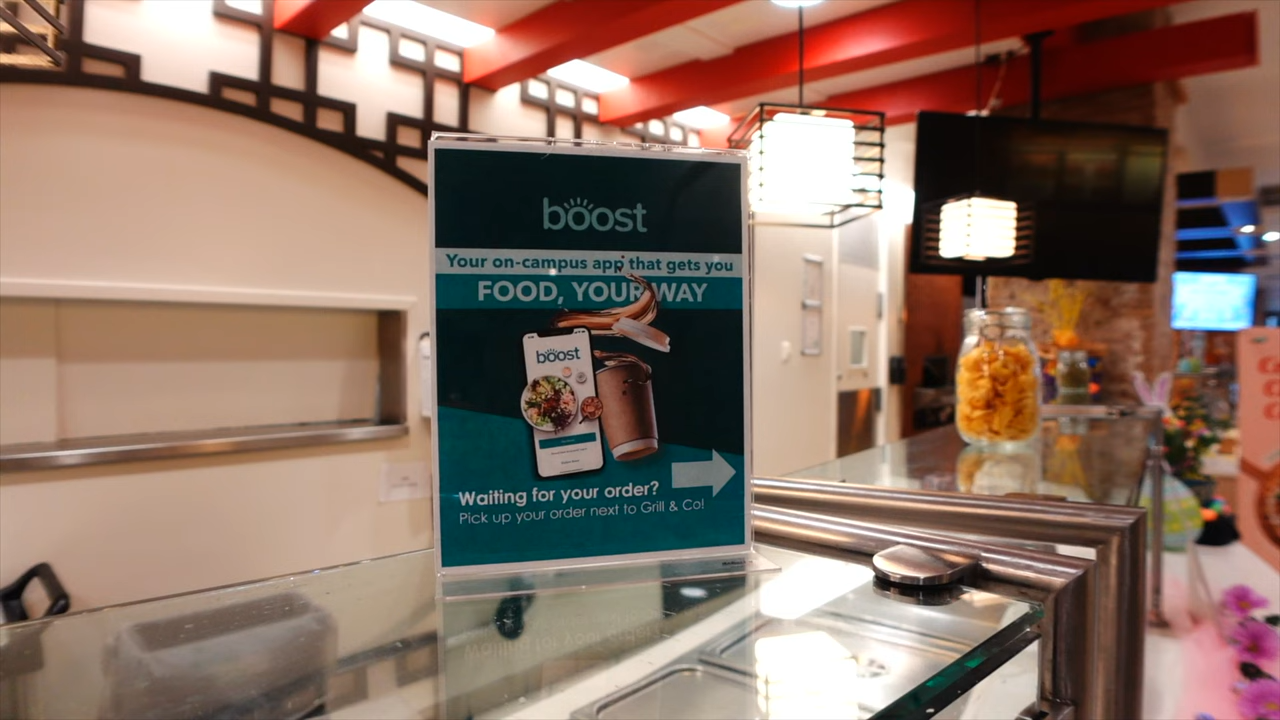 boost
Your on-campus app that gets you
FOOD, YOUR WAY
boost
Waiting for your order?
Pick up your order next to Grill & Co!